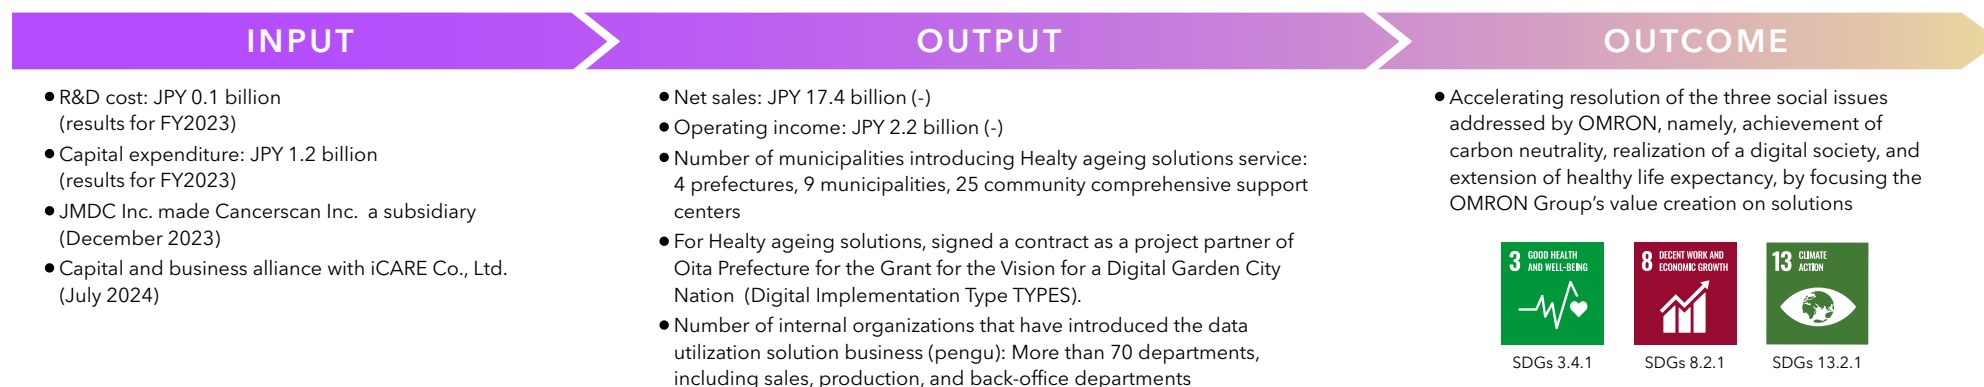 INPUT
OUTPUT
OUTCOME
● R&D cost: JPY 0.1 billion
(results for FY2023)
● Capital expenditure: JPY 1.2 billion
(results for FY2023)
● JMDC Inc. made Cancerscan Inc.  a subsidiary
(December 2023)
● Capital and business alliance with iCARE Co., Ltd.
(July 2024)
● Net sales: JPY 17.4 billion (-)
● Operating income: JPY 2.2 billion (-)
● Number of municipalities introducing Healty ageing solutions service:
4 prefectures, 9 municipalities, 25 community comprehensive support
centers
● For Healty ageing solutions, signed a contract as a project partner of
Oita Prefecture for the Grant for the Vision for a Digital Garden City
Nation  (Digital Implementation Type TYPES).
● Number of internal organizations that have introduced the data
utilization solution business (pengu): More than 70 departments,
including sales, production, and back-office departments
● Accelerating resolution of the three social issues
addressed by OMRON, namely, achievement of
carbon neutrality, realization of a digital society, and
extension of healthy life expectancy, by focusing the
OMRON Group's value creation on solutions
3 GOOD HEALTH
AND WELL-BEING
SDGs 3.4.1
8 DECENT WORK AND
ECONOMIC GROWTH
SDGs 8.2.1
13 CLIMATE
ACTION
SDGs 13.2.1